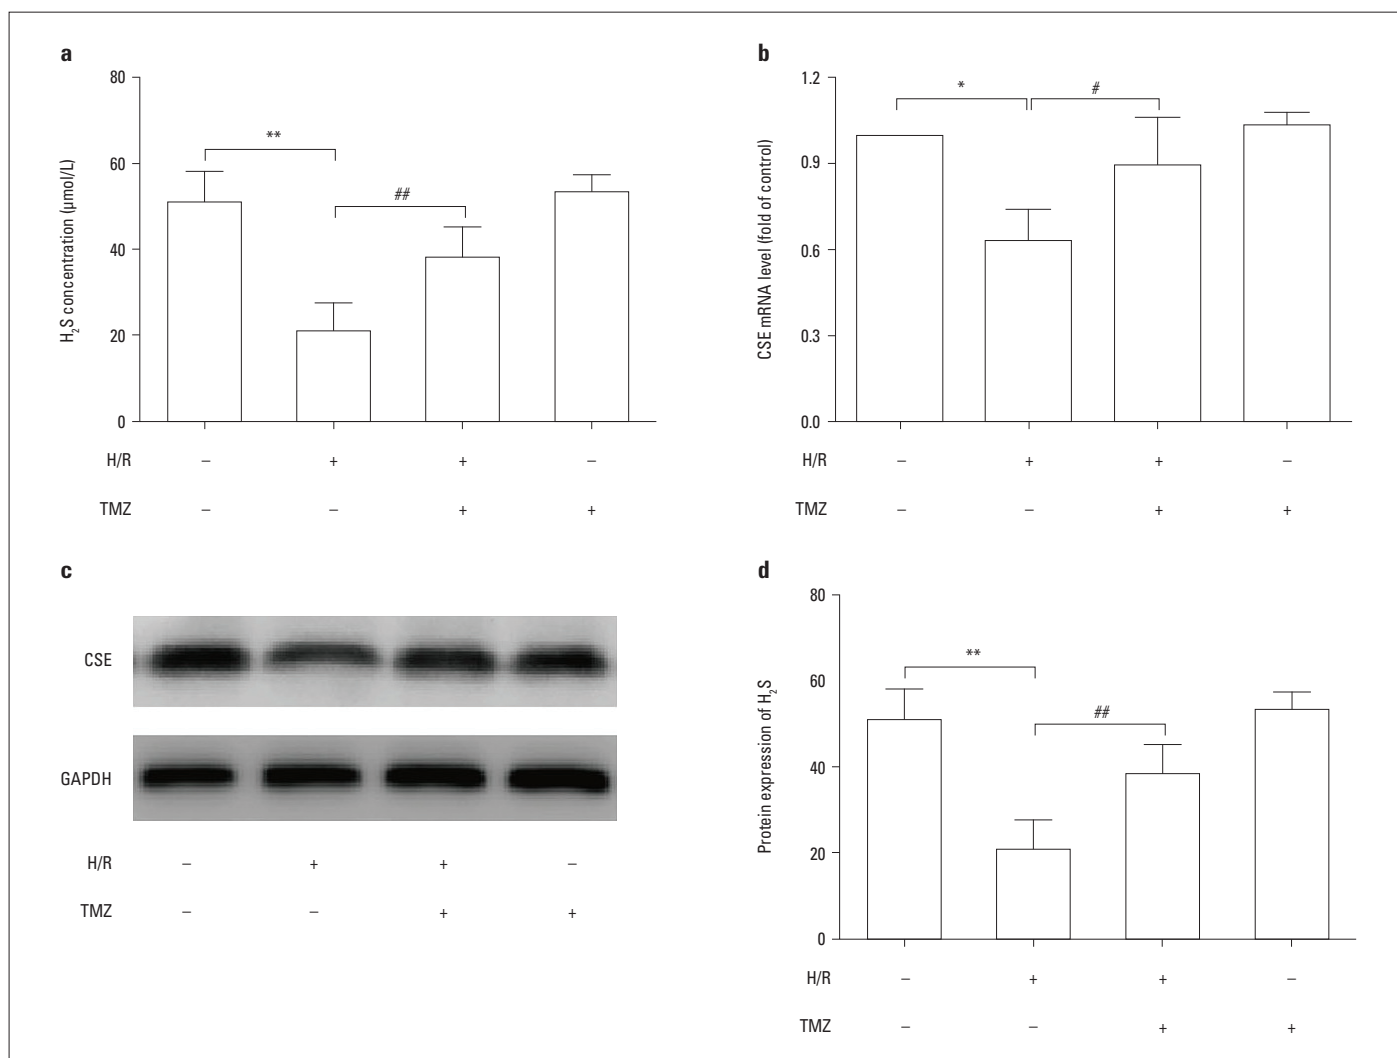 a
80
60
40
20
0
H₂S concentration (µmol/L)
**
##
H/R – + + –
TMZ – – + +
b
1.2
0.9
0.6
0.3
0.0
CSE mRNA level (fold of control)
*
#
H/R – + + –
TMZ – – + +
c
CSE
GAPDH
H/R – + + –
TMZ – – + +
d
80
60
40
20
0
Protein expression of H₂S
**
##
H/R – + + –
TMZ – – + +